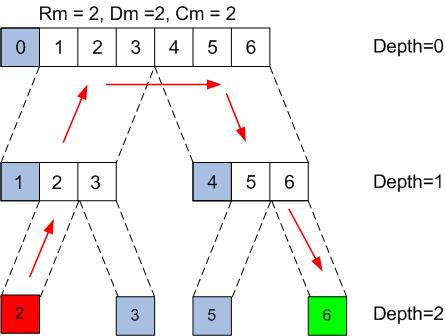 Rm = 2, Dm =2, Cm = 2
0 1 2 3 4 5 6 Depth=0
1 2 3 4 5 6 Depth=1
2 3 5 6 Depth=2